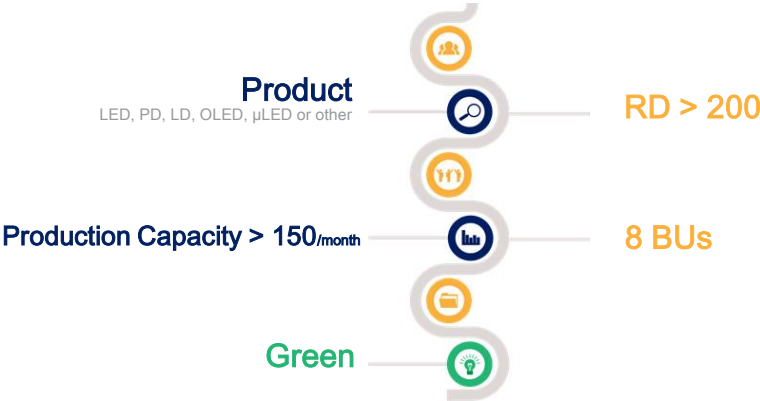 Product
LED, PD, LD, OLED, μLED or other
RD > 200
Production Capacity > 150/month
8 BUs
Green